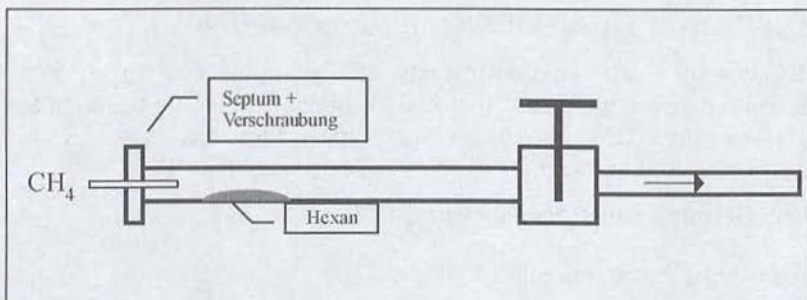 Septum +
Verschraubung
CH₄
Hexan